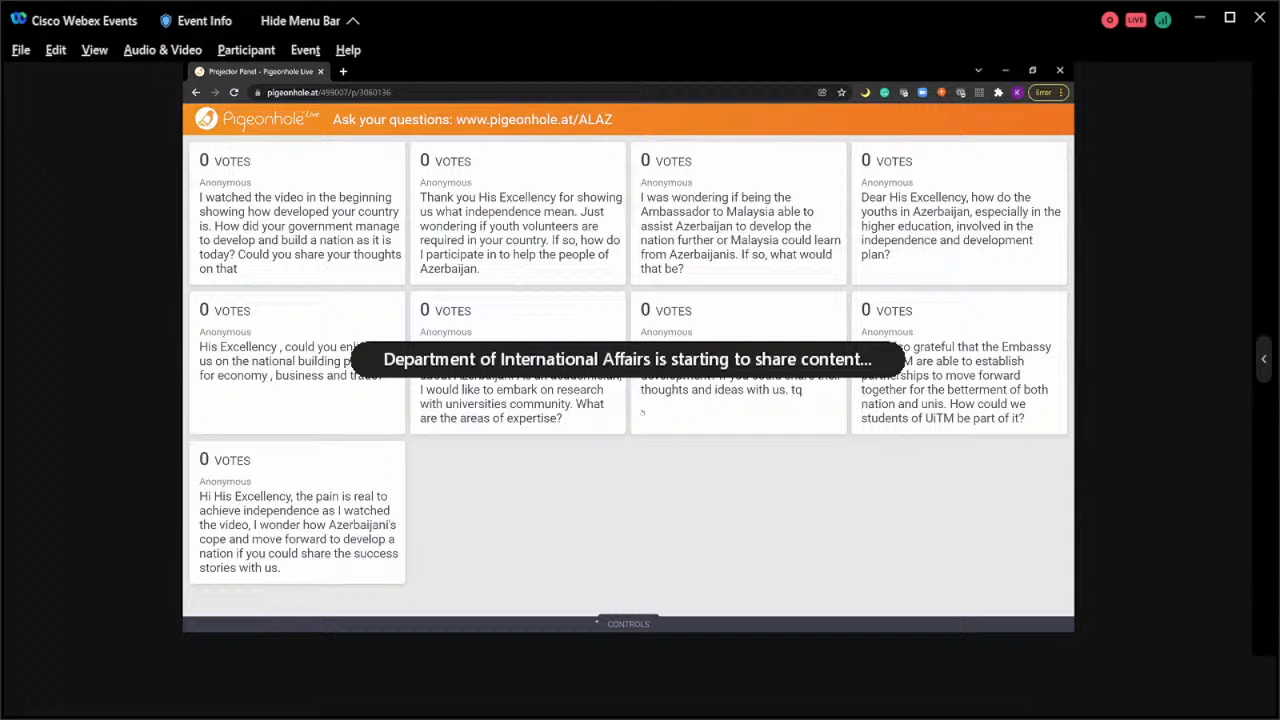 Cisco Webex Events
Event Info
Hide Menu Bar
LIVE
File Edit View Audio & Video Participant Event Help
Projector Panel - Pigeonhole Live
pigeonhole.at/499007/p/3060136
K
Error
Pigeonhole Live
Ask your questions: www.pigeonhole.at/ALAZ
0 VOTES
Anonymous
I watched the video in the beginning
showing how developed your country
is. How did your government manage
to develop and build a nation as it is
today? Could you share your thoughts
on that
0 VOTES
Anonymous
Thank you His Excellency for showing
us what independence mean. Just
wondering if youth volunteers are
required in your country. If so, how do
I participate in to help the people of
Azerbaijan.
0 VOTES
Anonymous
I was wondering if being the
Ambassador to Malaysia able to
assist Azerbaijan to develop the
nation further or Malaysia could learn
from Azerbaijanis. If so, what would
that be?
0 VOTES
Anonymous
Dear His Excellency, how do the
youths in Azerbaijan, especially in the
higher education, involved in the
independence and development
plan?
0 VOTES
Anonymous
His Excellency , could you
us on the national building
for economy , business and
0 VOTES
Anonymous
I would like to embark on research
with universities community. What
are the areas of expertise?
0 VOTES
Anonymous
thoughts and ideas with us. tq
0 VOTES
Anonymous
so grateful that the Embassy
are able to establish
partnerships to move forward
together for the betterment of both
nation and unis. How could we
students of UiTM be part of it?
Department of International Affairs is starting to share content...
0 VOTES
Anonymous
Hi His Excellency, the pain is real to
achieve independence as I watched
the video, I wonder how Azerbaijani's
cope and move forward to develop a
nation if you could share the success
stories with us.
CONTROLS